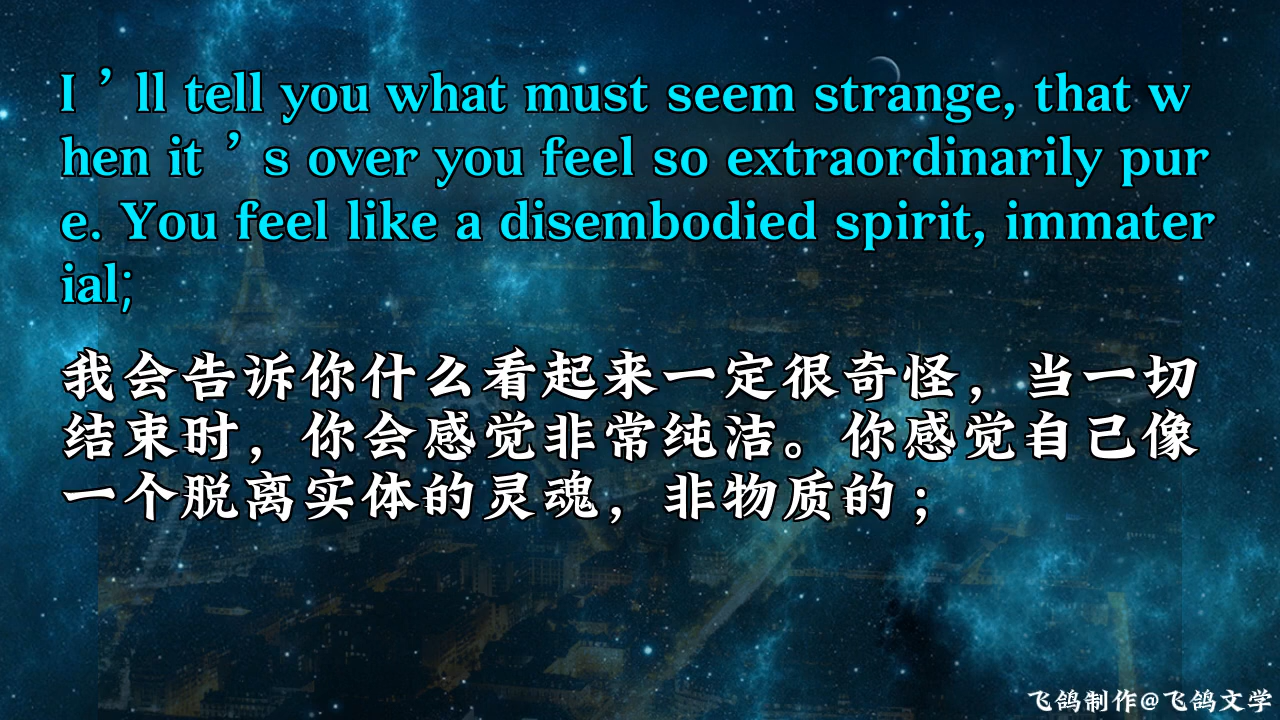 I ’ ll tell you what must seem strange, that w
hen it ’ s over you feel so extraordinarily pur
e. You feel like a disembodied spirit, immater
ial;
我会告诉你什么看起来一定很奇怪，当一切
结束时，你会感觉非常纯洁。你感觉自己像
一个脱离实体的灵魂，非物质的；
飞鸽制作@飞鸽文学